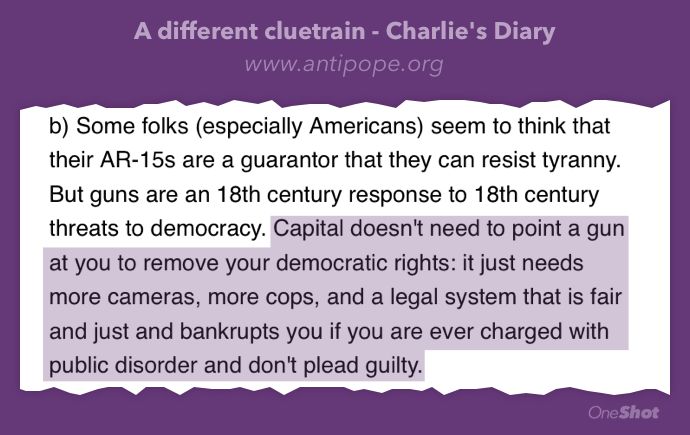 A different cluetrain - Charlie's Diary
www.antipope.org
b) Some folks (especially Americans) seem to think that
their AR-15s are a guarantor that they can resist tyranny.
But guns are an 18th century response to 18th century
threats to democracy. Capital doesn't need to point a gun
at you to remove your democratic rights: it just needs
more cameras, more cops, and a legal system that is fair
and just and bankrupts you if you are ever charged with
public disorder and don't plead guilty.
OneShot